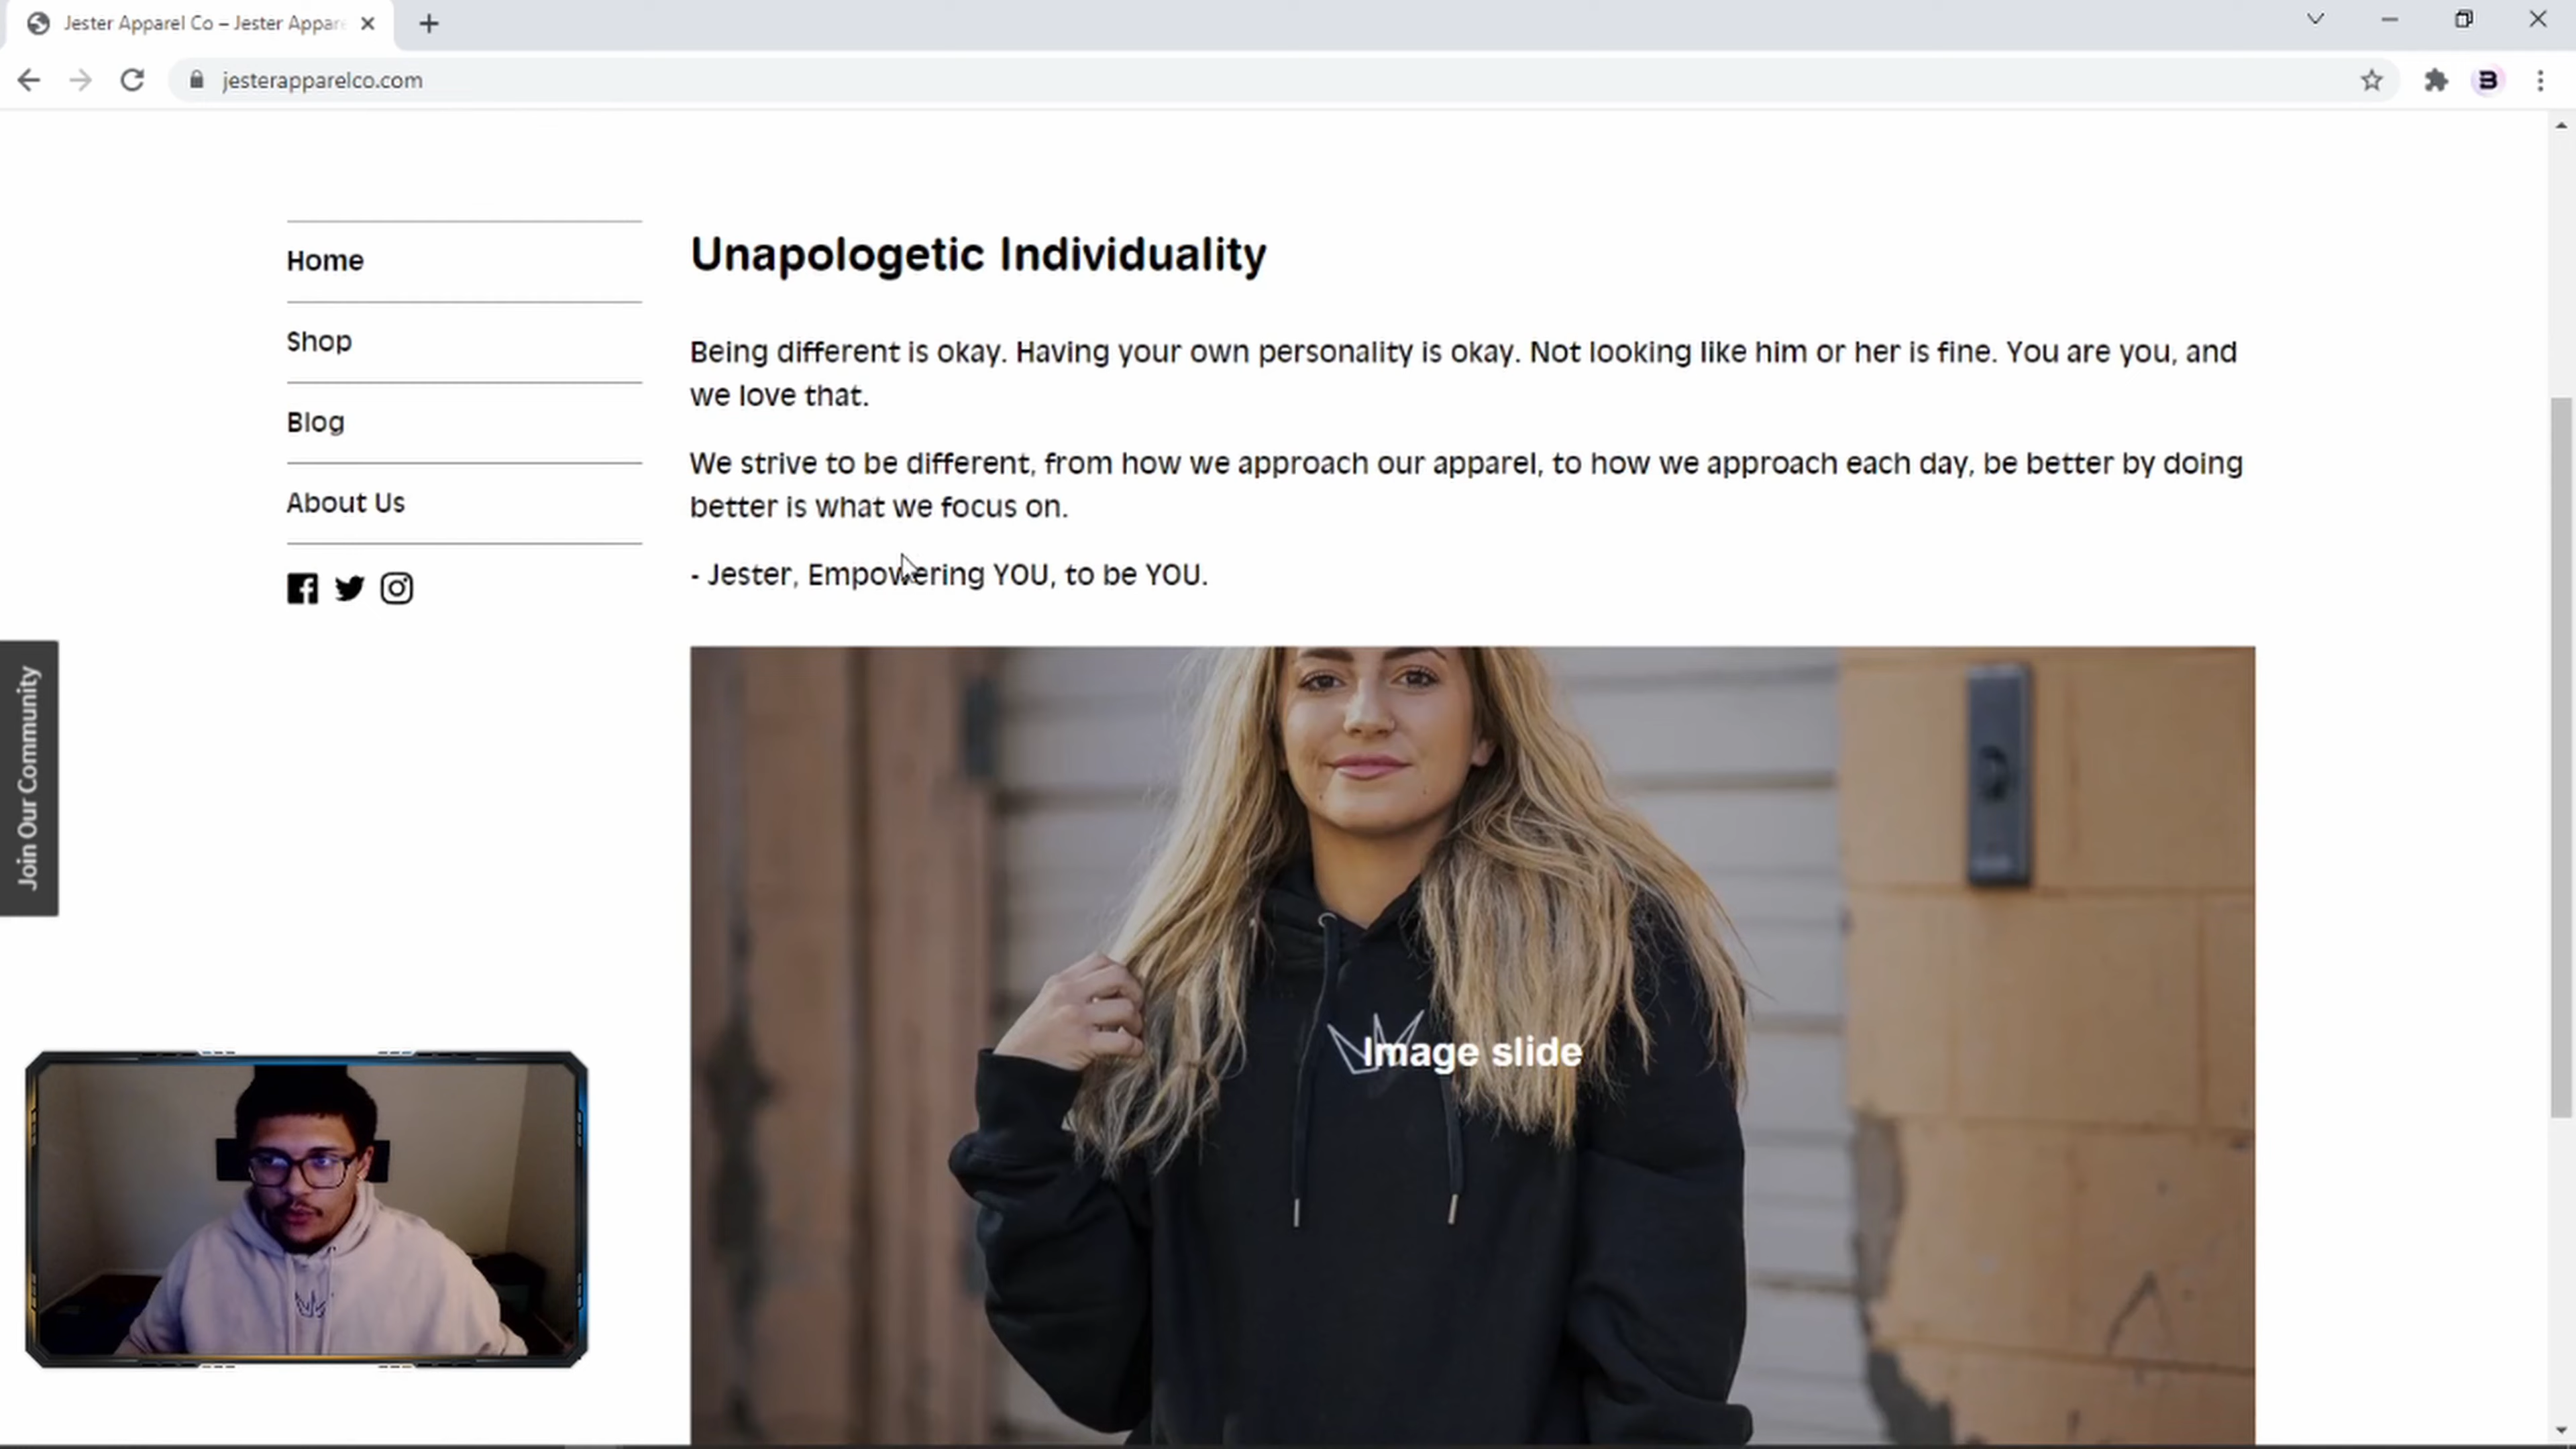 Jester Apparel Co – Jester Appare
jesterapparelco.com
Home
Shop
Blog
About Us
Join Our Community
Unapologetic Individuality
Being different is okay. Having your own personality is okay. Not looking like him or her is fine. You are you, and
we love that.
We strive to be different, from how we approach our apparel, to how we approach each day, be better by doing
better is what we focus on.
- Jester, Empowering YOU, to be YOU.
Image slide